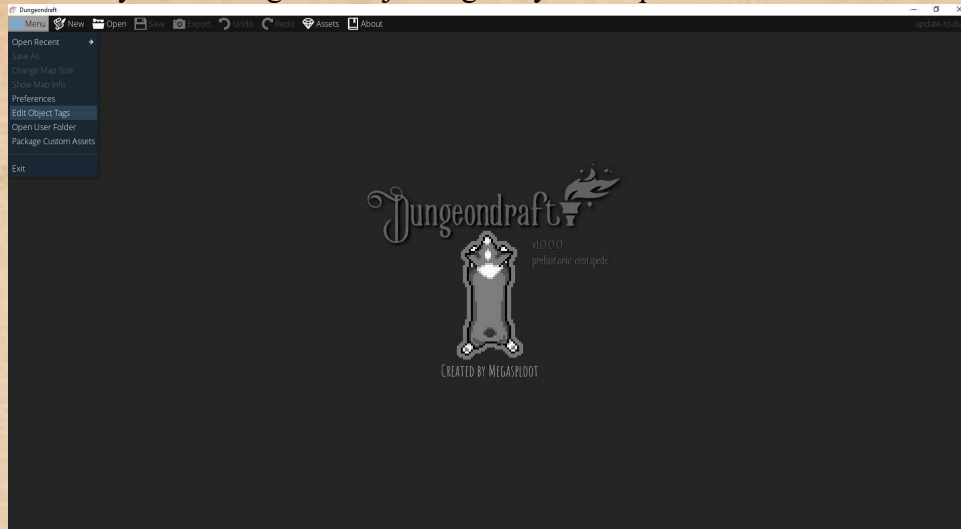 Dungeondraft
Menu New Open Save Export Undo Redo Assets About
Open Recent
Save As
Change Map Size
Show Map Info
Preferences
Edit Object Tags
Open User Folder
Package Custom Assets
Exit
Dungeondraft
v1.0.0.0
prehistoric centipede
CREATED BY MEGASPLOOT